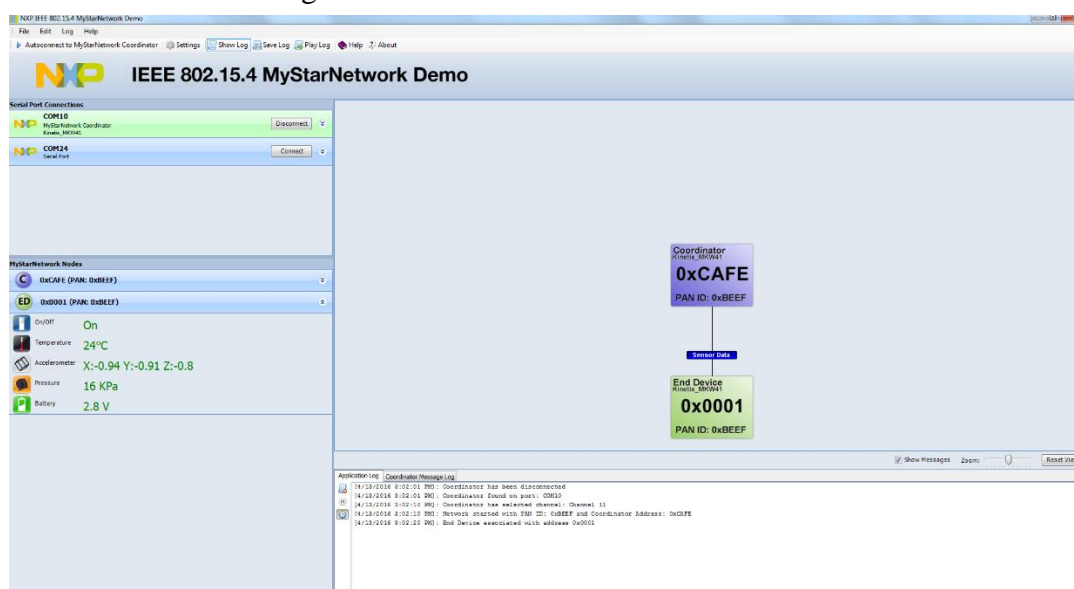 NXP IEEE 802.15.4 MyStarNetwork Demo
File Edit Log Help
Autoconnect to MyStarNetwork Coordinator Settings Show Log Save Log Play Log Help About
NXP IEEE 802.15.4 MyStarNetwork Demo
Serial Port Connections
COM10
MyStarNetwork Coordinator
Kinetis_MKW41
Disconnect
COM24
Serial Port
Connect
MyStarNetwork Nodes
C 0xCAFE (PAN: 0xBEEF)
ED 0x0001 (PAN: 0xBEEF)
On/Off On
Temperature 24°C
Accelerometer X:-0.94 Y:-0.91 Z:-0.8
Pressure 16 KPa
Battery 2.8 V
Coordinator
Kinetis_MKW41
0xCAFE
PAN ID: 0xBEEF
Sensor Data
End Device
Kinetis_MKW41
0x0001
PAN ID: 0xBEEF
Show Messages Zoom: Reset Vie
Application Log Coordinator Message Log
[4/13/2016 3:02:01 PM]: Coordinator has been disconnected
[4/13/2016 3:02:01 PM]: Coordinator found on port: COM10
[4/13/2016 3:02:10 PM]: Coordinator has selected channel: Channel 11
[4/13/2016 3:02:10 PM]: Network started with PAN ID: 0xBEEF and Coordinator Address: 0xCAFE
[4/13/2016 3:02:20 PM]: End Device associated with address 0x0001